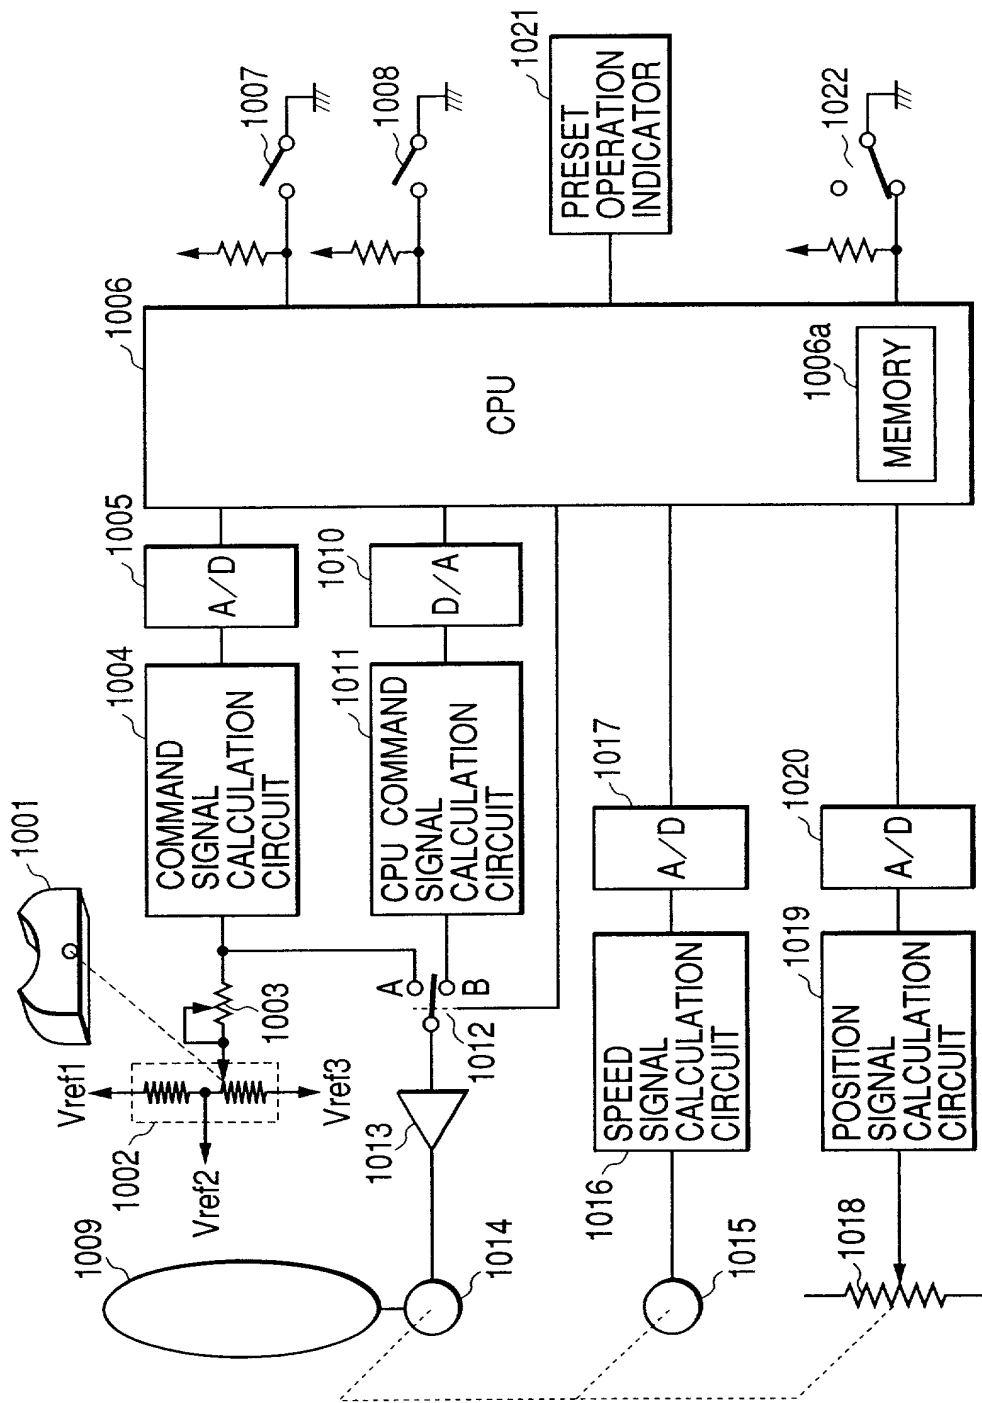 1001
Vref1
1002
Vref2
Vref3
1003
1004
COMMAND
SIGNAL
CALCULATION
CIRCUIT
1005
A/D
1006
CPU
1006a
MEMORY
1007
1008
1009
1010
D/A
1011
CPU COMMAND
SIGNAL
CALCULATION
CIRCUIT
A
B
1012
1013
1014
1015
1016
SPEED
SIGNAL
CALCULATION
CIRCUIT
1017
A/D
1018
1019
POSITION
SIGNAL
CALCULATION
CIRCUIT
1020
A/D
1021
PRESET
OPERATION
INDICATOR
1022